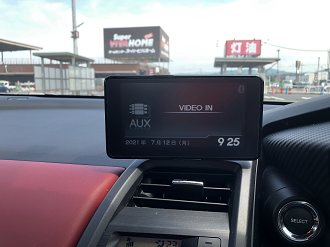 Super
VIVA HOME
灯油
VIDEO IN
AUX
2021年 7月12日(月) 9 25
SELECT